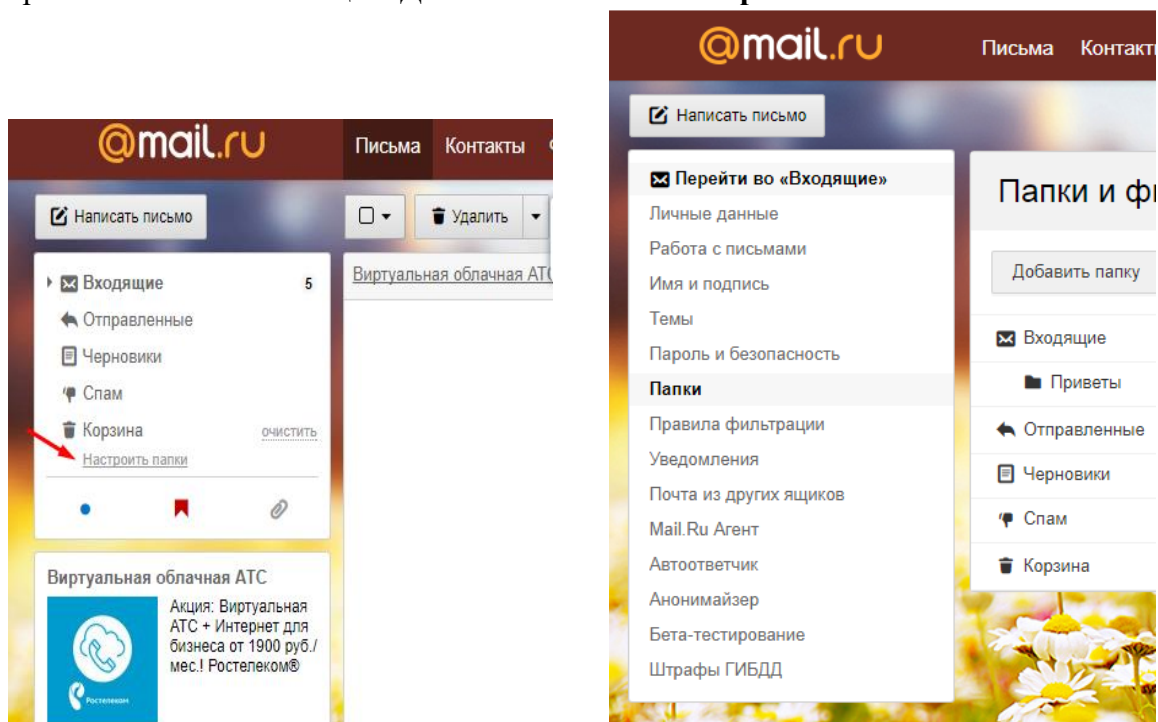 @mail.ru
Письма Контакты
Написать письмо
Удалить
Входящие 5
Виртуальная облачная АТС
Отправленные
Черновики
Спам
Корзина очистить
Настроить папки
Виртуальная облачная АТС
Акция: Виртуальная
АТС + Интернет для
бизнеса от 1900 руб./
мес.! Ростелеком®
Ростелеком
@mail.ru
Письма
Написать письмо
Перейти во «Входящие»
Личные данные
Работа с письмами
Имя и подпись
Темы
Пароль и безопасность
Папки
Правила фильтрации
Уведомления
Почта из других ящиков
Mail.Ru Агент
Автоответчик
Анонимайзер
Бета-тестирование
Штрафы ГИБДД
Папки и
Добавить папку
Входящие
Приветы
Отправленные
Черновики
Спам
Корзина